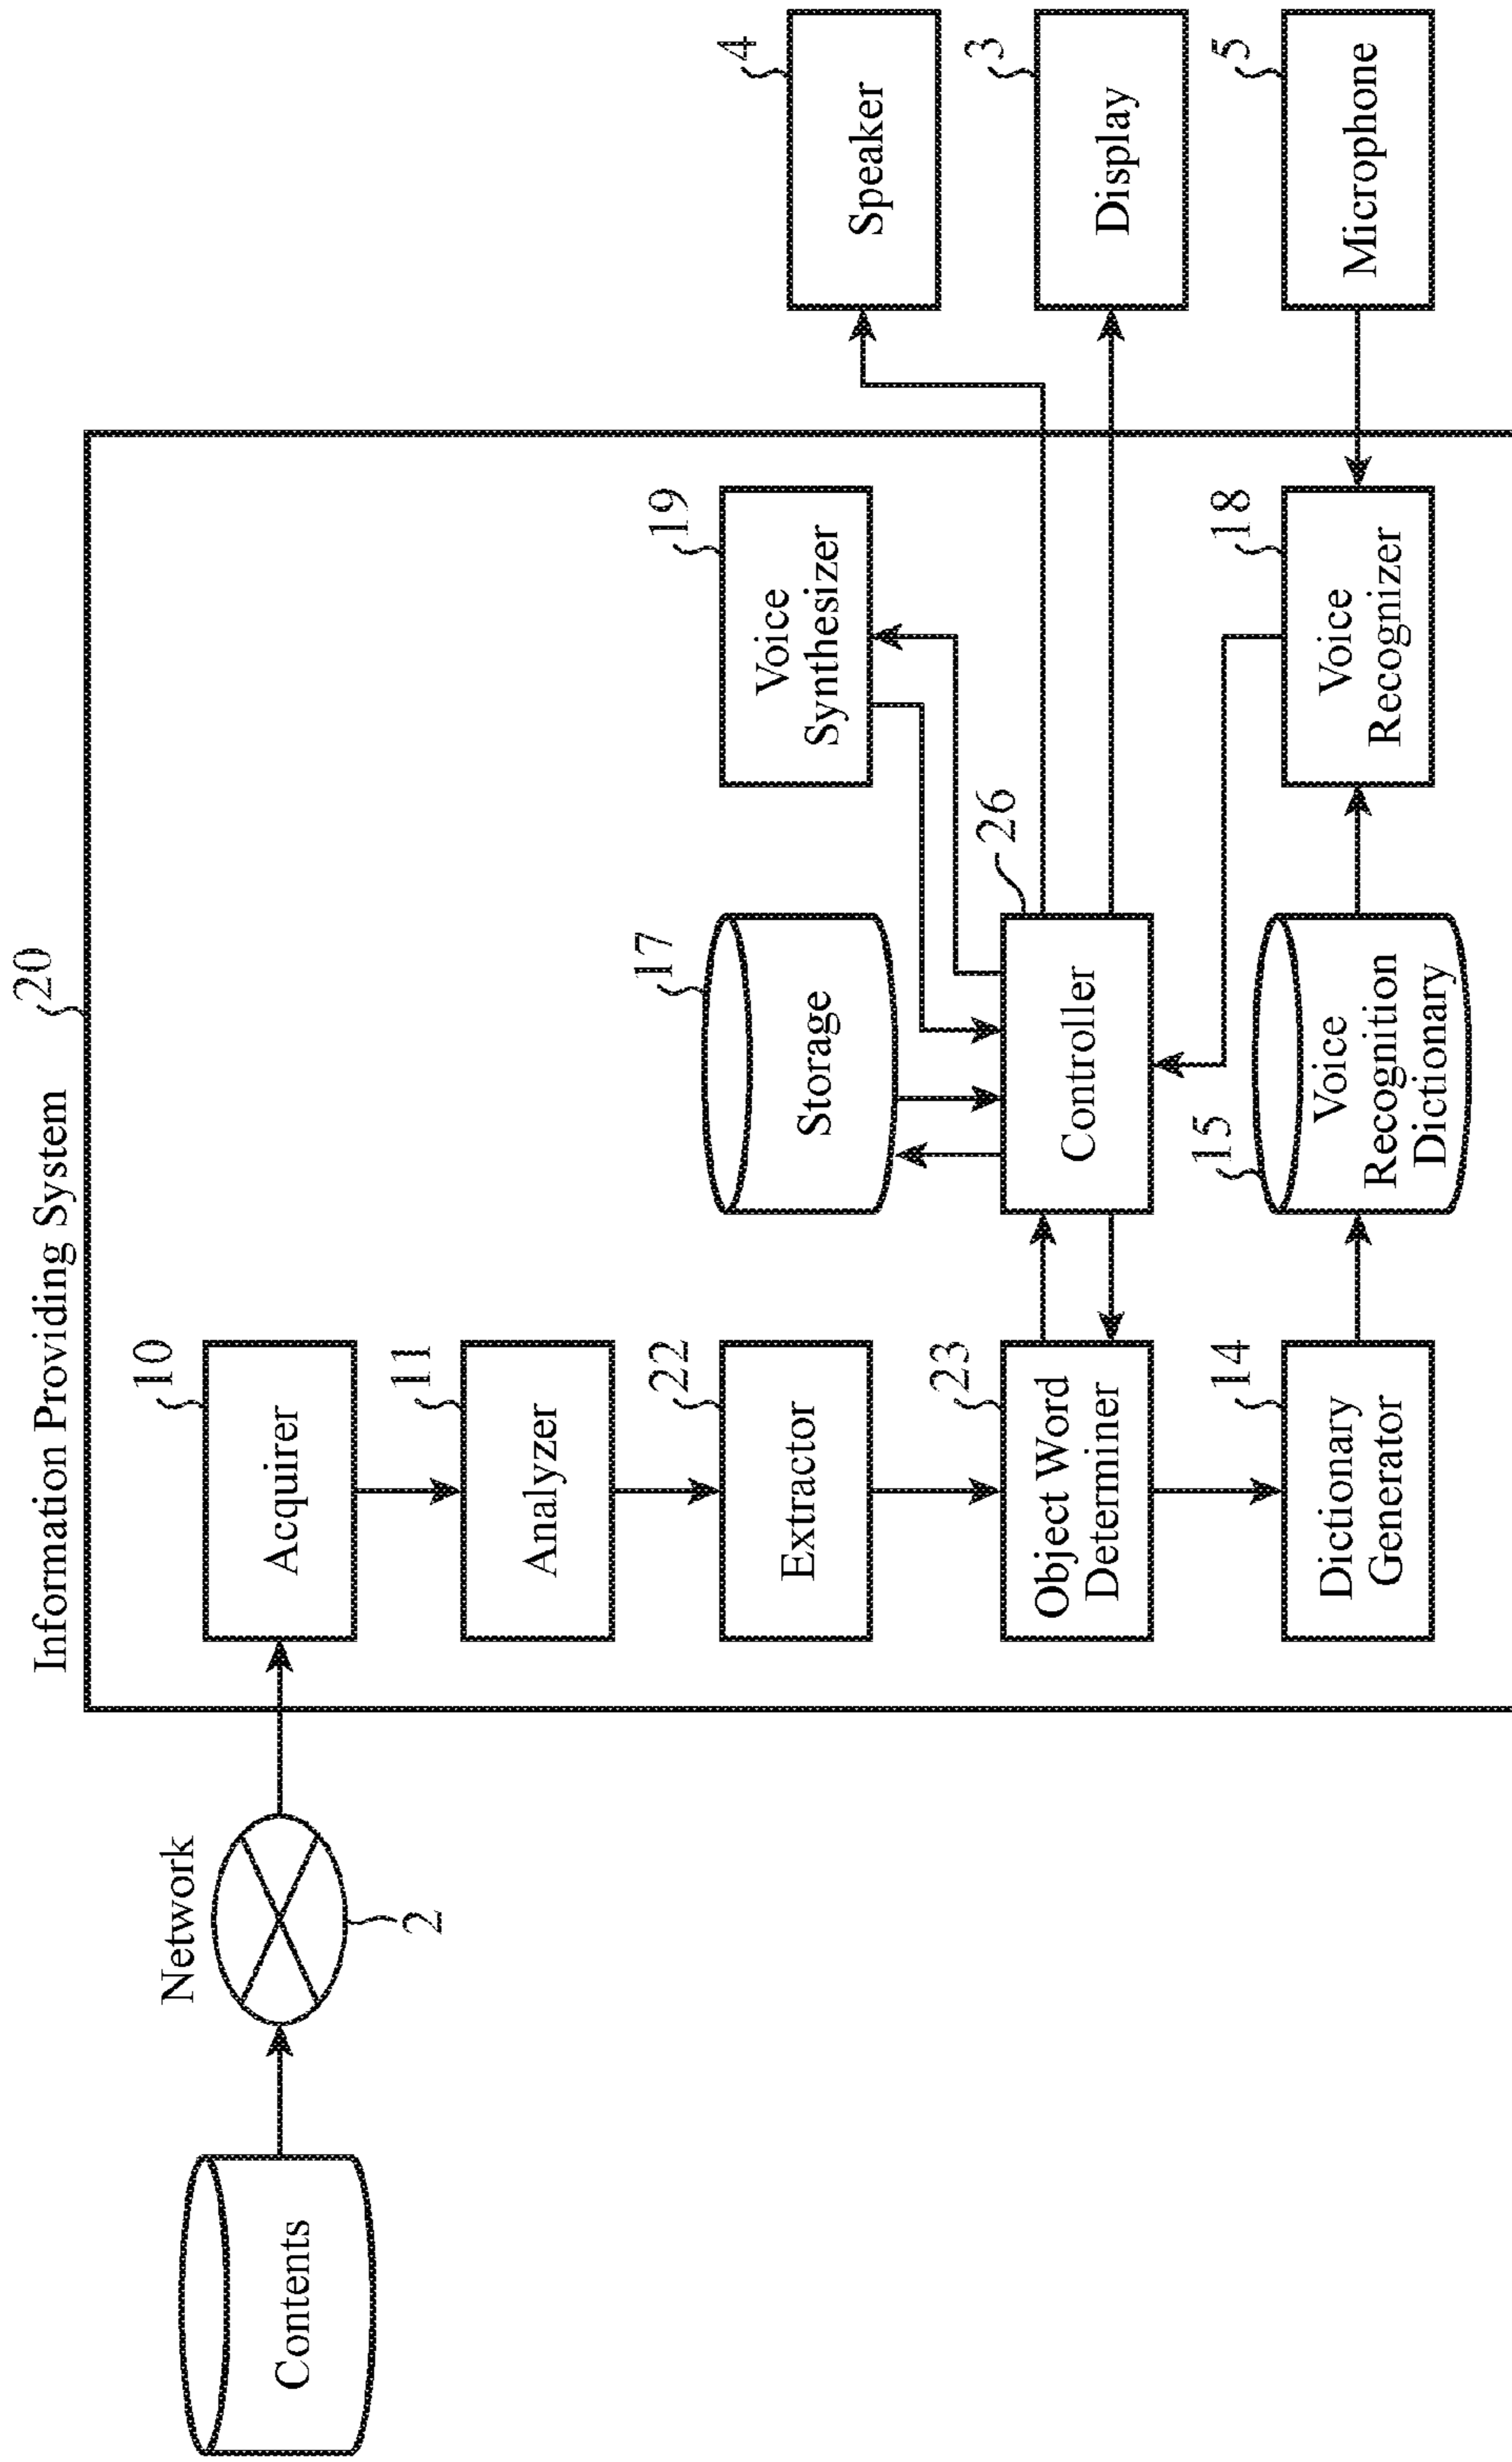 Information Providing System
20
Contents
Network
2
10
Acquirer
11
Analyzer
22
Extractor
23
Object Word
Determiner
14
Dictionary
Generator
17
Storage
26
Controller
15
Voice
Recognition
Dictionary
19
Voice
Synthesizer
18
Voice
Recognizer
4
Speaker
3
Display
5
Microphone